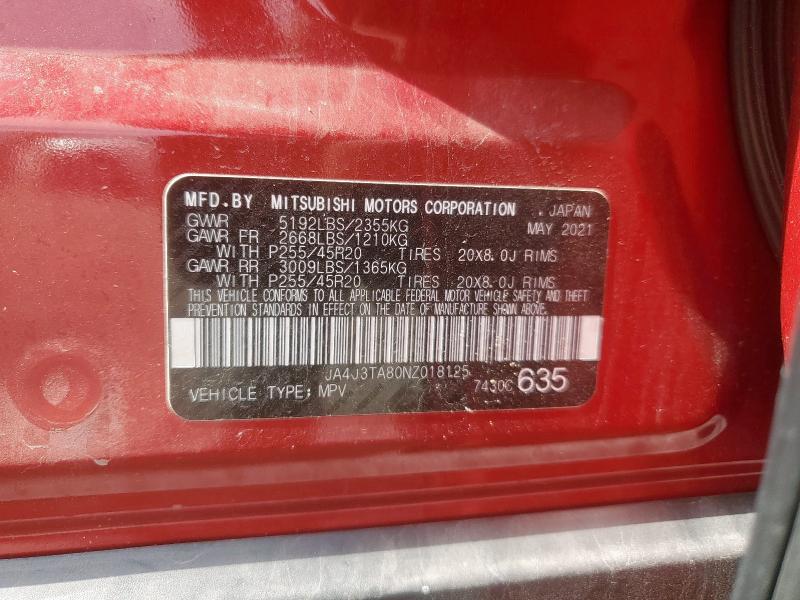 MFD.BY MITSUBISHI MOTORS CORPORATION , JAPAN
GVWR 5192LBS/2355KG MAY 2021
GAWR FR 2668LBS/1210KG
WITH P255/45R20 TIRES 20X8.0J RIMS
GAWR RR 3009LBS/1365KG
WITH P255/45R20 TIRES 20X8.0J RIMS
THIS VEHICLE CONFORMS TO ALL APPLICABLE FEDERAL MOTOR VEHICLE SAFETY AND THEFT
PREVENTION STANDARDS IN EFFECT ON THE DATE OF MANUFACTURE SHOWN ABOVE.
JA4J3TA80NZ018125
VEHICLE TYPE: MPV 7430C 635